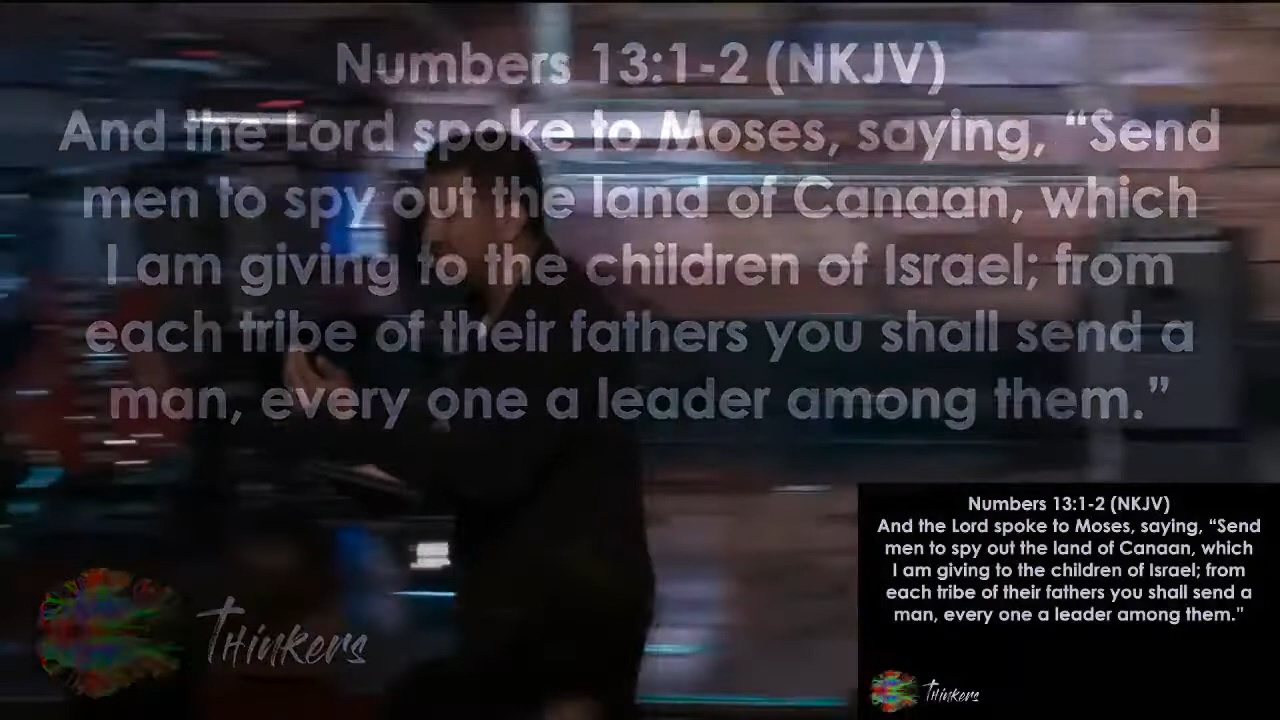 Numbers 13:1-2 (NKJV)
And the Lord spoke to Moses, saying, “Send
men to spy out the land of Canaan, which
I am giving to the children of Israel; from
each tribe of their fathers you shall send a
man, every one a leader among them.”
THinkers
Numbers 13:1-2 (NKJV)
And the Lord spoke to Moses, saying, “Send
men to spy out the land of Canaan, which
I am giving to the children of Israel; from
each tribe of their fathers you shall send a
man, every one a leader among them.”
THinkers